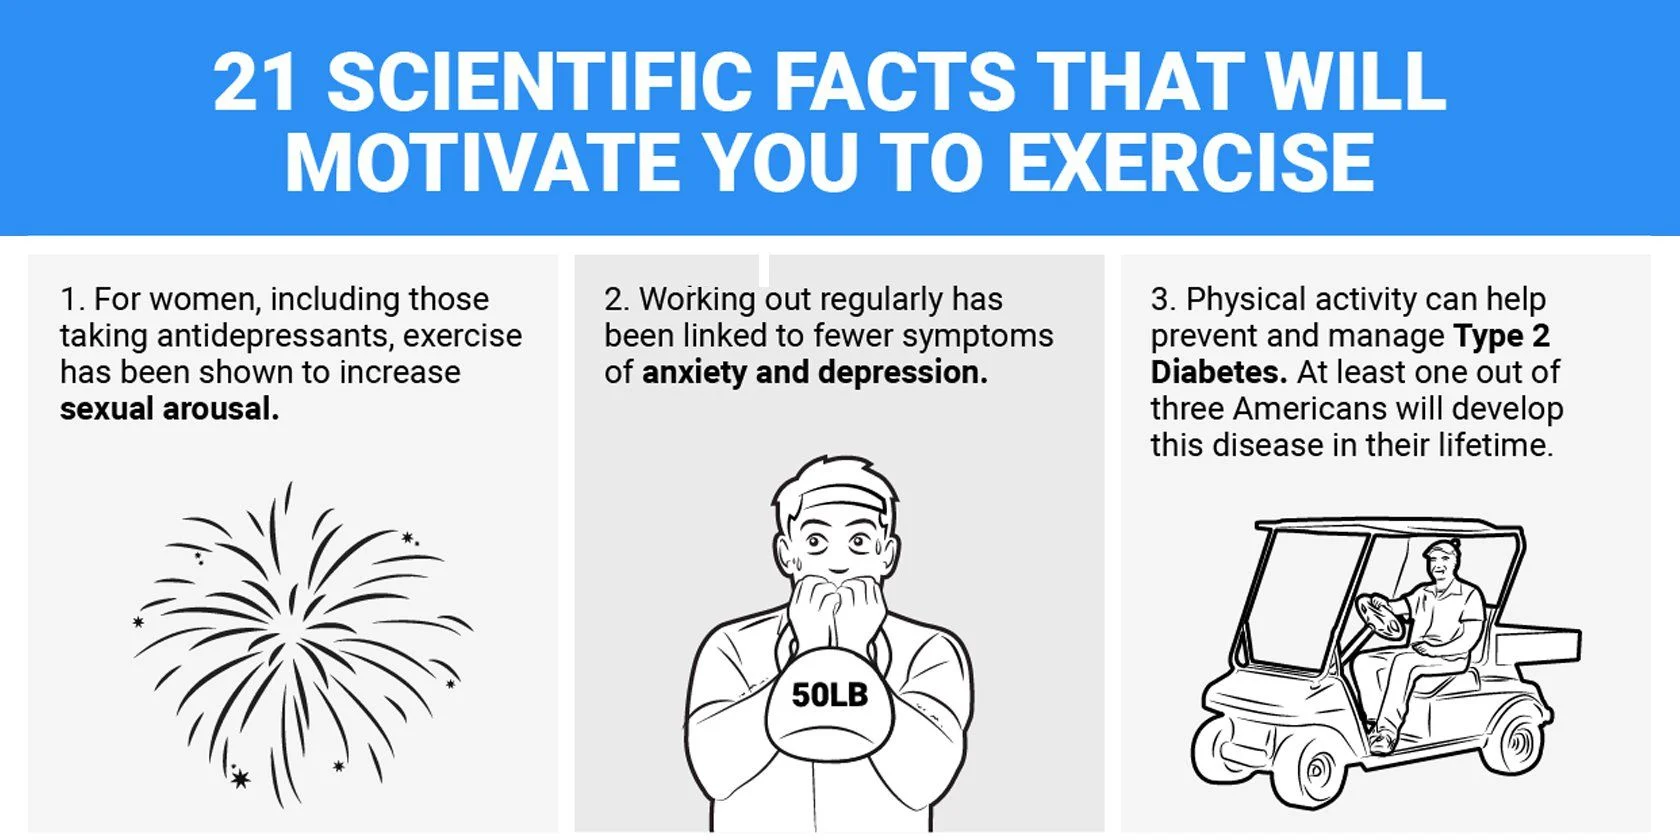 21 SCIENTIFIC FACTS THAT WILL
MOTIVATE YOU TO EXERCISE
1. For women, including those
taking antidepressants, exercise
has been shown to increase
sexual arousal.
2. Working out regularly has
been linked to fewer symptoms
of anxiety and depression.
50LB
3. Physical activity can help
prevent and manage Type 2
Diabetes. At least one out of
three Americans will develop
this disease in their lifetime.